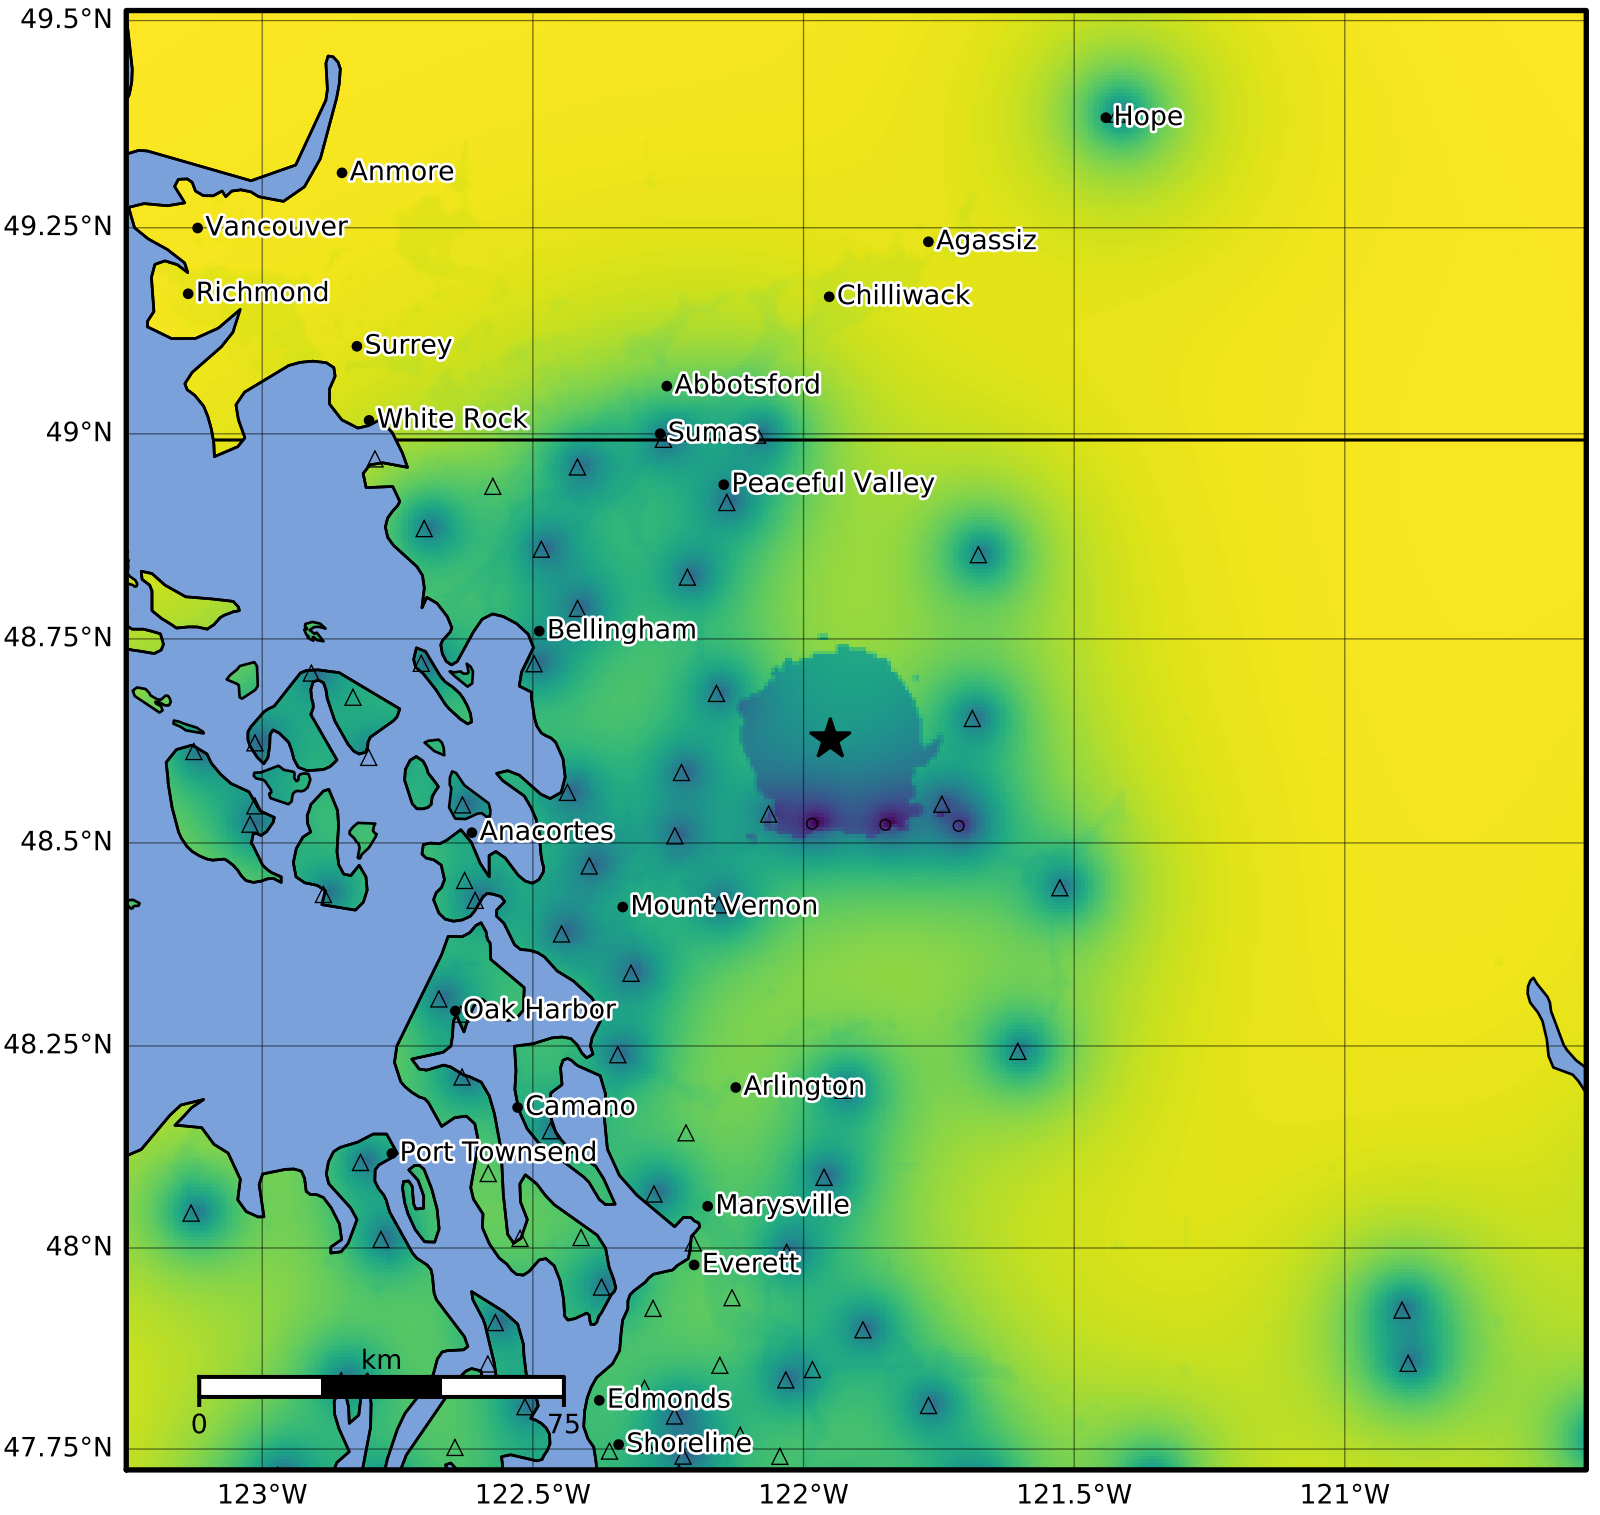 49.5°N
Hope
Anmore
49.25°N
Vancouver
Agassiz
Richmond
Chilliwack
Surrey
Abbotsford
White Rock
49°N
Sumas
Peaceful Valley
48.75°N
Bellingham
Anacortes
48.5°N
Mount Vernon
Oak Harbor
48.25°N
Arlington
Camano
Port Townsend
Marysville
48°N
Everett
km
0
75
Edmonds
Shoreline
47.75°N
123°W
122.5°W
122°W
121.5°W
121°W